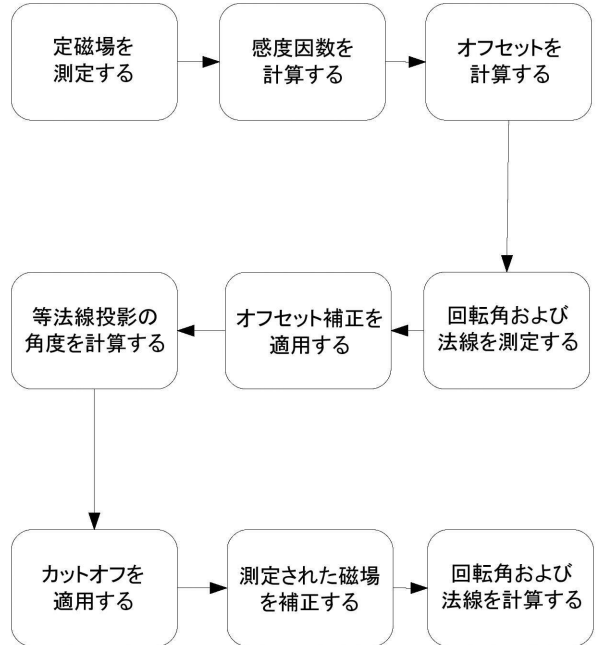 定磁場を
測定する
感度因数を
計算する
オフセットを
計算する
回転角および
法線を測定する
オフセット補正を
適用する
等法線投影の
角度を計算する
カットオフを
適用する
測定された磁場
を補正する
回転角および
法線を計算する